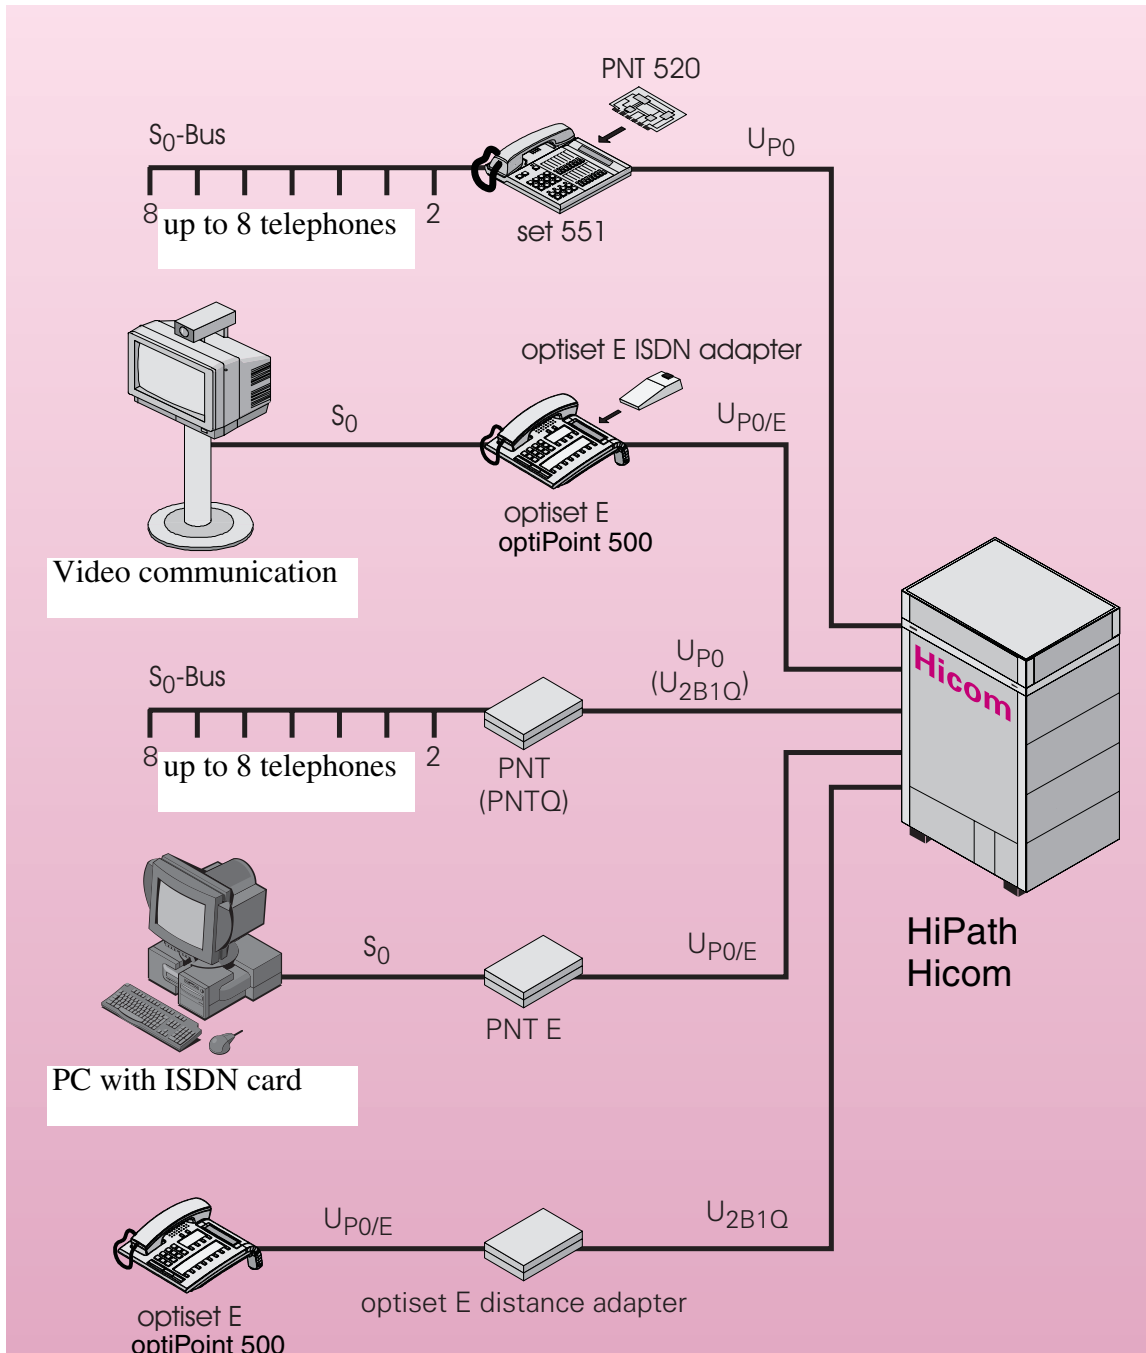 PNT 520
S0-Bus
UP0
8
up to 8 telephones
2
set 551
optiset E ISDN adapter
S0
UP0/E
optiset E
optiPoint 500
Video communication
UP0
(U2B1Q)
S0-Bus
Hicom
8
up to 8 telephones
2
PNT
(PNTQ)
HiPath
Hicom
S0
UP0/E
PNT E
PC with ISDN card
UP0/E
U2B1Q
optiset E distance adapter
optiset E
optiPoint 500